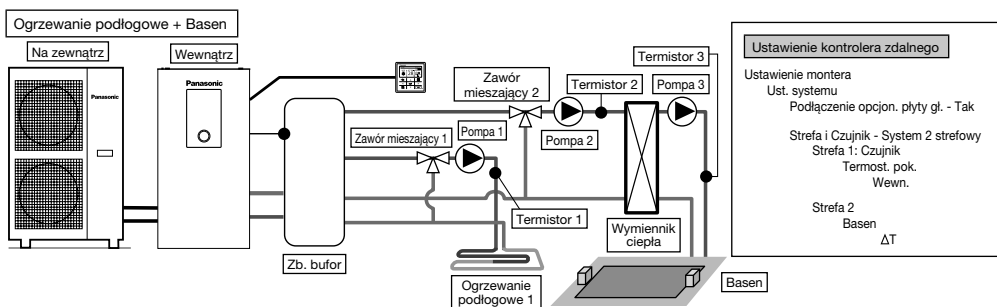 Ogrzewanie podłogowe + Basen
Na zewnątrz
Wewnątrz
Panasonic
Panasonic
Zawór
mieszający 2
Termistor 2
Termistor 3
Pompa 3
Zawór mieszający 1
Pompa 1
Pompa 2
Termistor 1
Wymiennik
ciepła
Zb. bufor
Ogrzewanie
podłogowe 1
Basen
Ustawienie kontrolera zdalnego
Ustawienie montera
Ust. systemu
Podłączenie opcjon. płyty gł. - Tak
Strefa i Czujnik - System 2 strefowy
Strefa 1: Czujnik
Termost. pok.
Wewn.
Strefa 2
Basen
ΔT